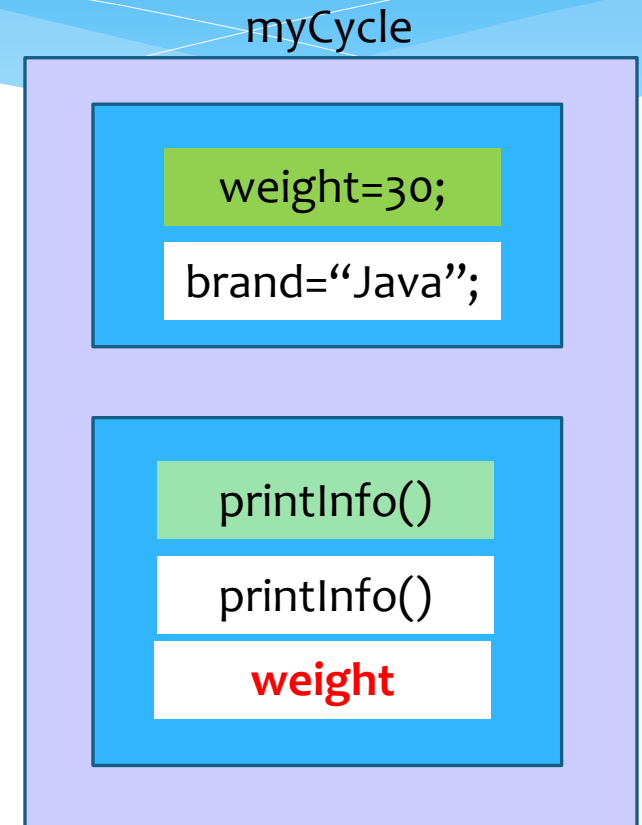 myCycle
weight=30;
brand=“Java”;
printInfo()
printInfo()
weight